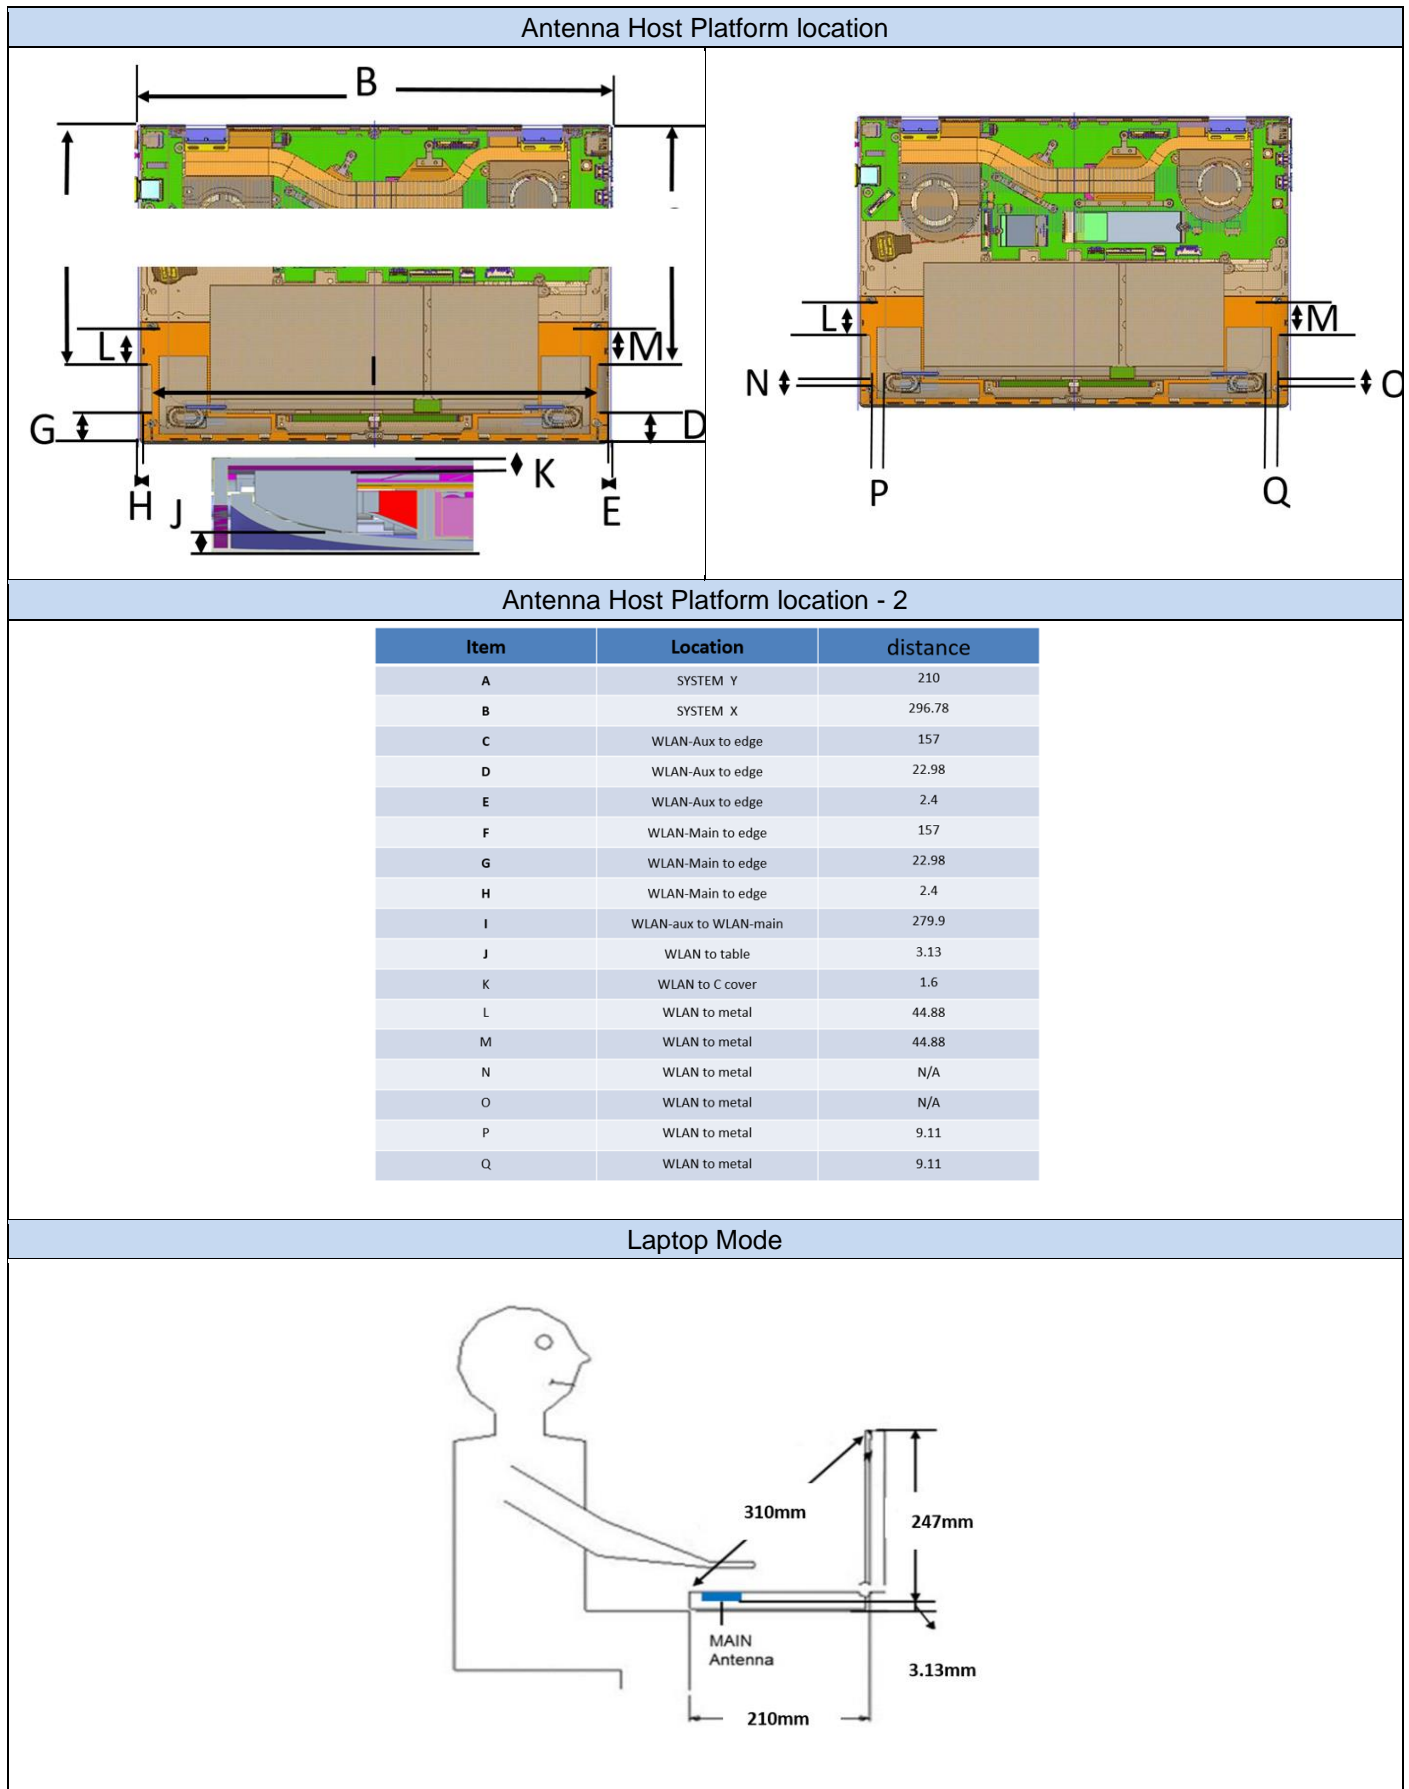 Antenna Host Platform location
B
L
M
I
G
D
H
J
K
E
L
M
N
O
P
Q
Antenna Host Platform location - 2
Item Location distance
A SYSTEM Y 210
B SYSTEM X 296.78
C WLAN-Aux to edge 157
D WLAN-Aux to edge 22.98
E WLAN-Aux to edge 2.4
F WLAN-Main to edge 157
G WLAN-Main to edge 22.98
H WLAN-Main to edge 2.4
I WLAN-aux to WLAN-main 279.9
J WLAN to table 3.13
K WLAN to C cover 1.6
L WLAN to metal 44.88
M WLAN to metal 44.88
N WLAN to metal N/A
O WLAN to metal N/A
P WLAN to metal 9.11
Q WLAN to metal 9.11
Laptop Mode
310mm
247mm
MAIN
Antenna
3.13mm
210mm